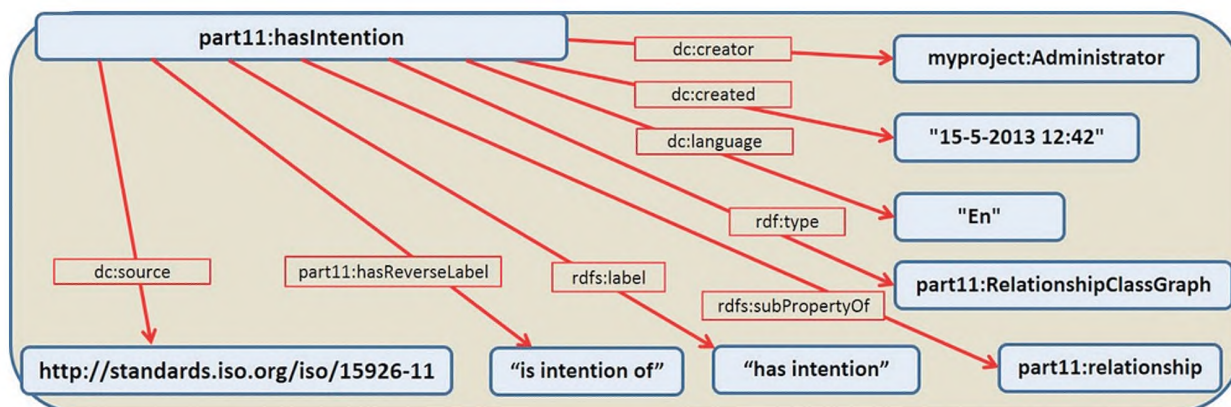 part11:hasIntention
dc:creator
myproject:Administrator
dc:created
"15-5-2013 12:42"
dc:language
"En"
rdf:type
part11:RelationshipClassGraph
dc:source
part11:hasReverseLabel
rdfs:label
rdfs:subPropertyOf
http://standards.iso.org/iso/15926-11
“is intention of”
“has intention”
part11:relationship